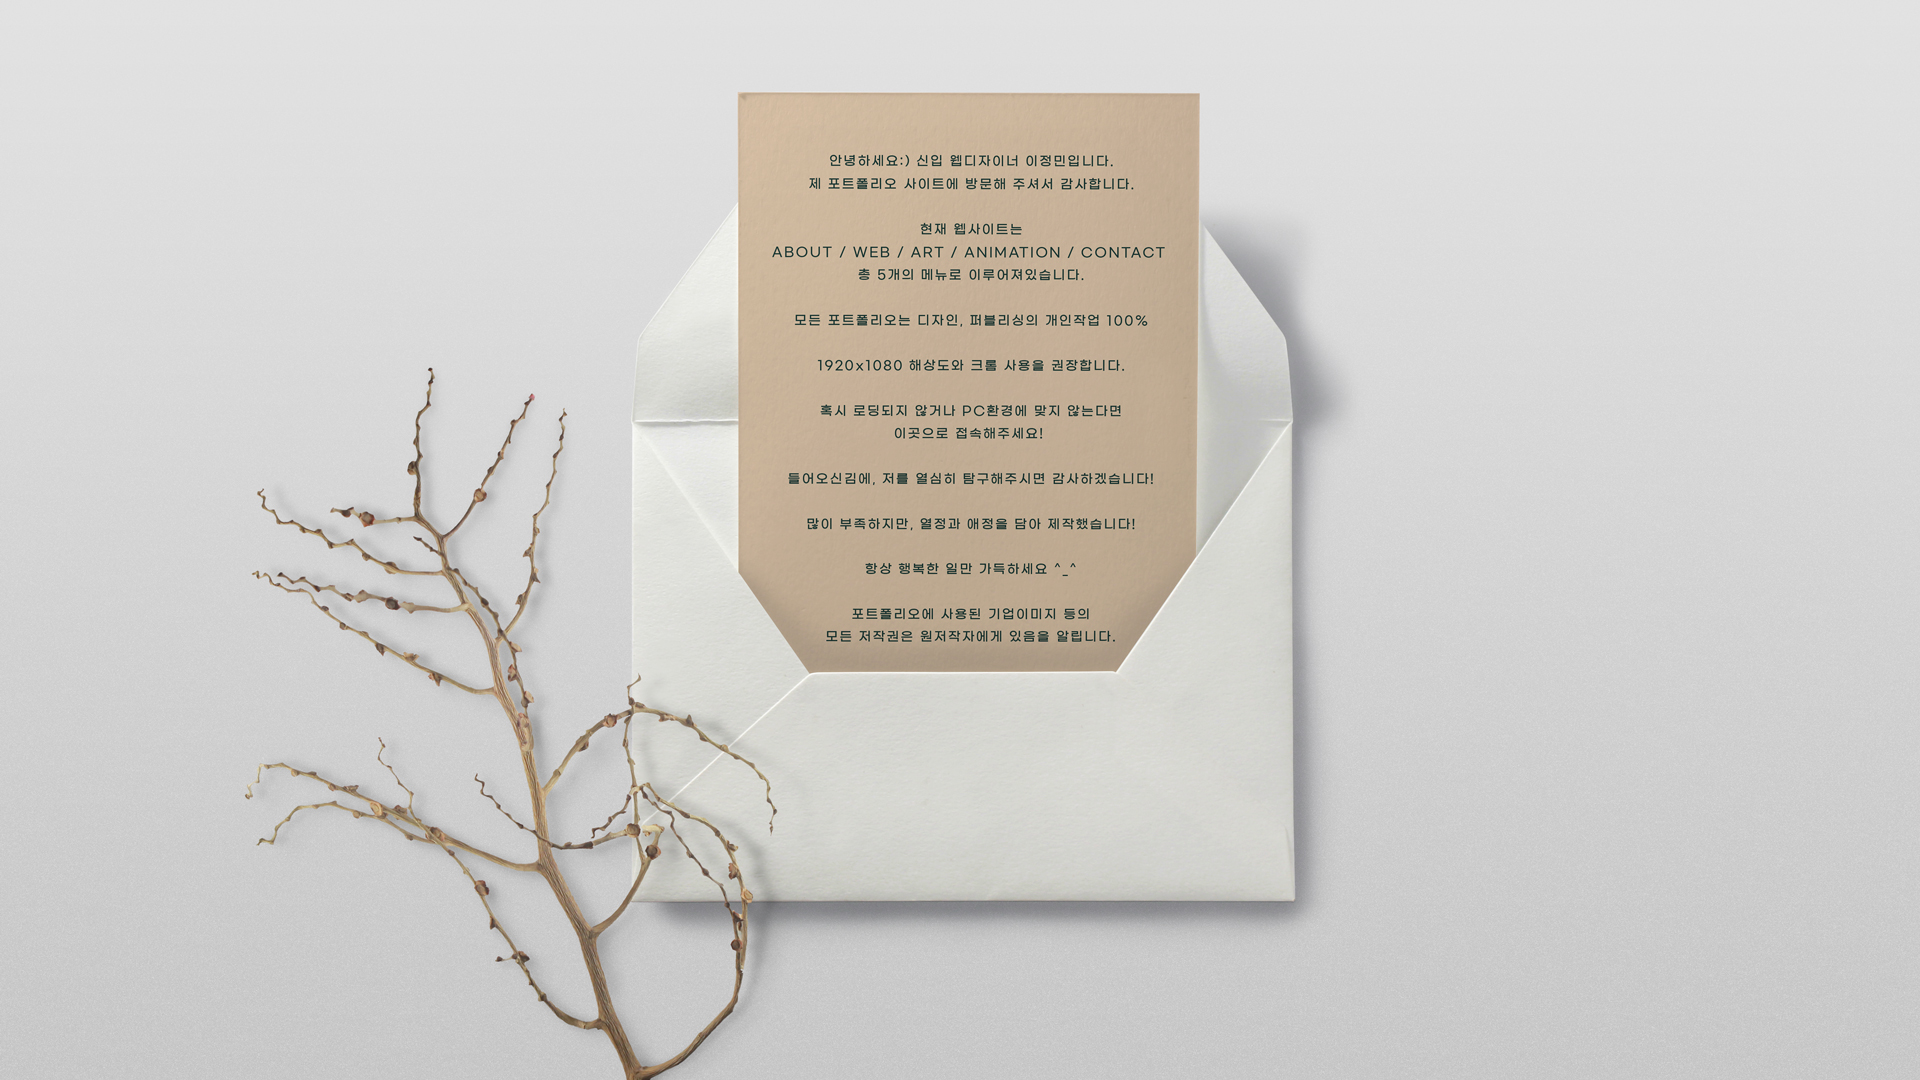 안녕하세요:) 신입 웹디자이너 이정민입니다.
제 포트폴리오 사이트에 방문해 주셔서 감사합니다.
현재 웹사이트는
ABOUT / WEB / ART / ANIMATION / CONTACT
총 5개의 메뉴로 이루어져있습니다.
모든 포트폴리오는 디자인, 퍼블리싱의 개인작업 100%
1920x1080 해상도와 크롬 사용을 권장합니다.
혹시 로딩되지 않거나 PC환경에 맞지 않는다면
이곳으로 접속해주세요!
들어오신김에, 저를 열심히 탐구해주시면 감사하겠습니다!
많이 부족하지만, 열정과 애정을 담아 제작했습니다!
항상 행복한 일만 가득하세요 ^_^
포트폴리오에 사용된 기업이미지 등의
모든 저작권은 원저작자에게 있음을 알립니다.